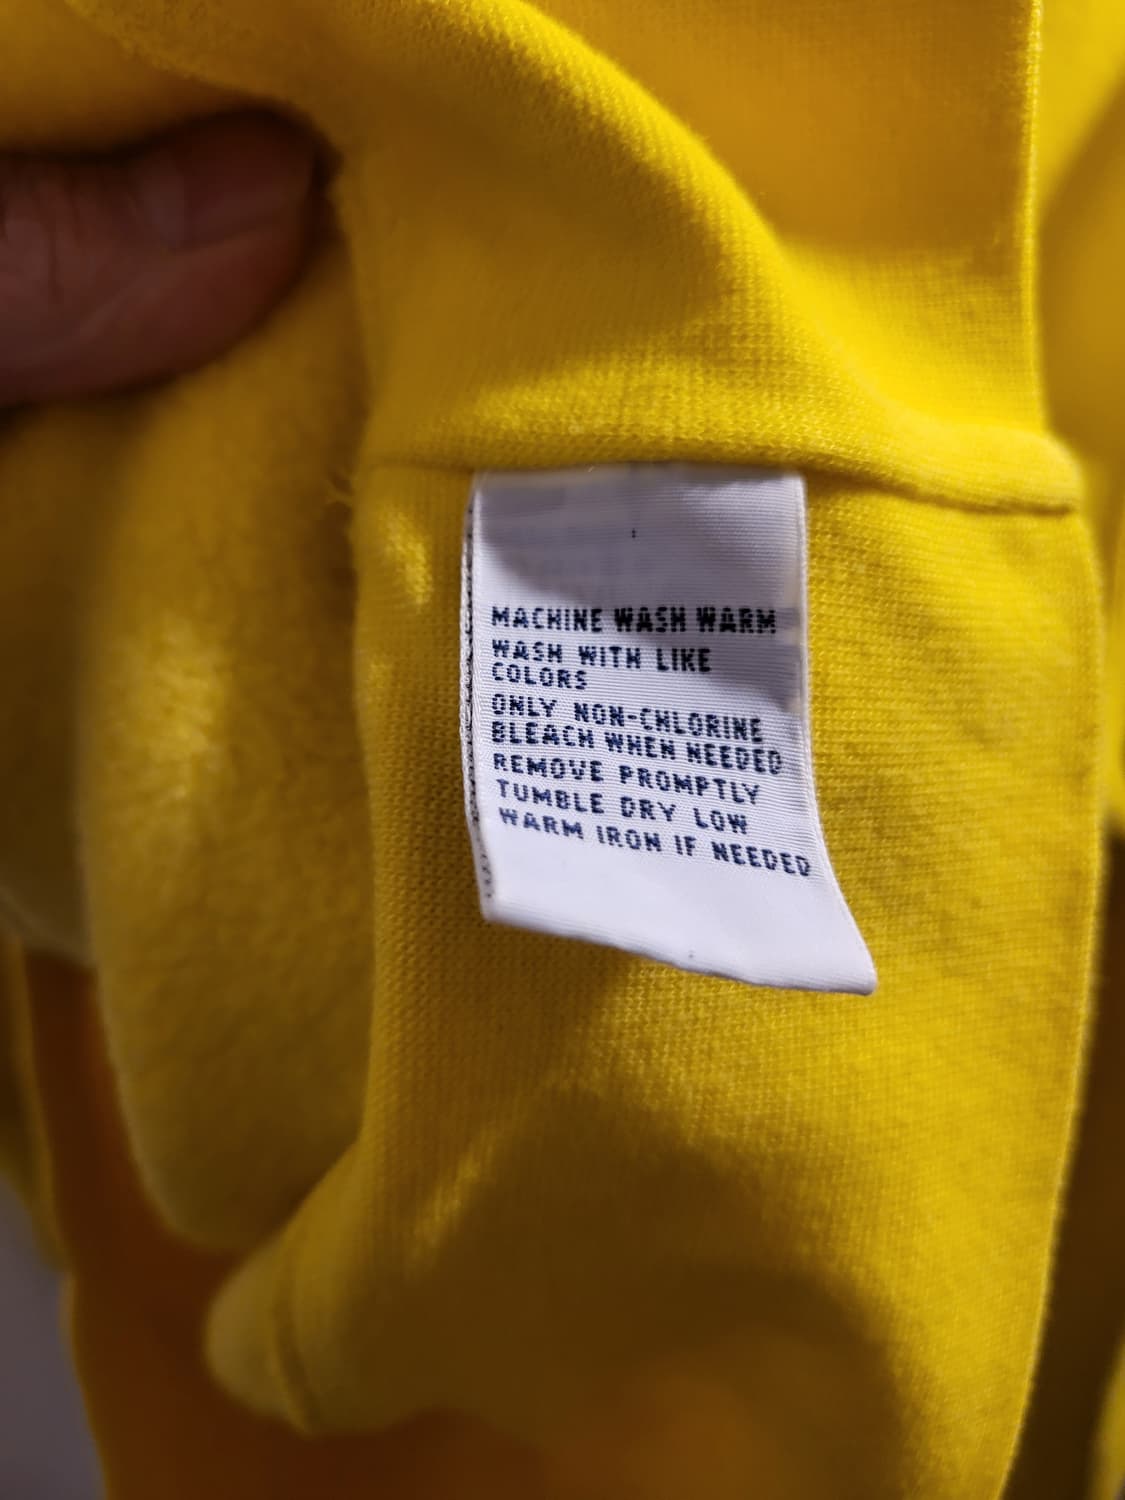 MACHINE WASH WARM
WASH WITH LIKE
COLORS
ONLY NON-CHLORINE
BLEACH WHEN NEEDED
REMOVE PROMPTLY
TUMBLE DRY LOW
WARM IRON IF NEEDED